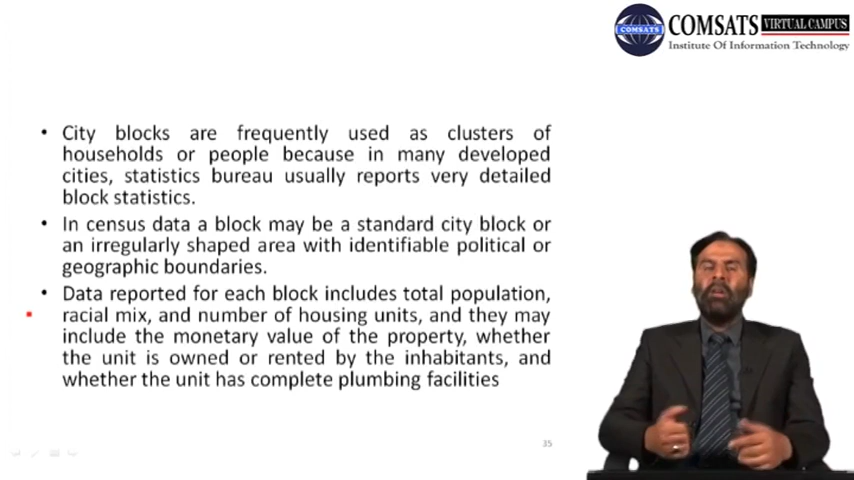 COMSATS
COMSATS VIRTUAL CAMPUS
Institute Of Information Technology
• City blocks are frequently used as clusters of
households or people because in many developed
cities, statistics bureau usually reports very detailed
block statistics.
• In census data a block may be a standard city block or
an irregularly shaped area with identifiable political or
geographic boundaries.
• Data reported for each block includes total population,
racial mix, and number of housing units, and they may
include the monetary value of the property, whether
the unit is owned or rented by the inhabitants, and
whether the unit has complete plumbing facilities
35